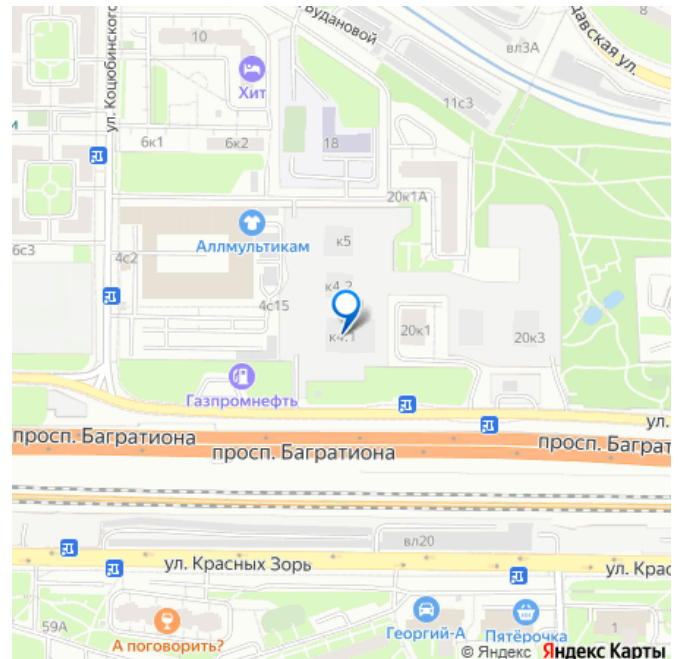 ул. Коцюбинского
10
Будановой
вл3А
8
давская ул.
Хит
11с3
и
6к1
6к2
18
20к1А
Аллмультикам
6с3
4с2
к5
к4.2
4с15
к4.1
20к1
20к3
Газпромнефть
ул.
просп. Багратиона
просп. Багратиона
просп. Баграт
вл20
ул. Красных Зорь
ул. Крас
59А
А поговорить?
Георгий-А
Пятёрочка
1
© Яндекс Яндекс Карты